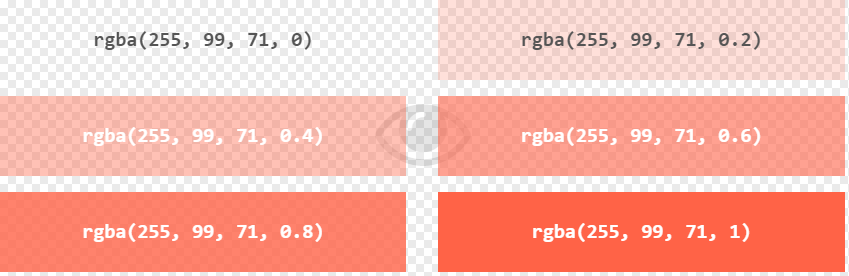 rgba(255, 99, 71, 0)
rgba(255, 99, 71, 0.2)
rgba(255, 99, 71, 0.4)
rgba(255, 99, 71, 0.6)
rgba(255, 99, 71, 0.8)
rgba(255, 99, 71, 1)